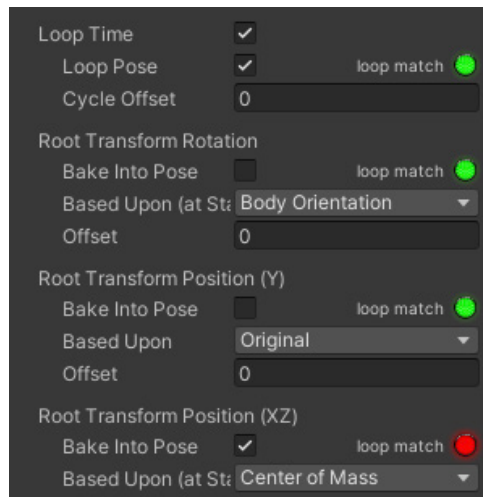 Loop Time
Loop Pose loop match
Cycle Offset 0
Root Transform Rotation
Bake Into Pose loop match
Based Upon (at Sta Body Orientation
Offset 0
Root Transform Position (Y)
Bake Into Pose loop match
Based Upon Original
Offset 0
Root Transform Position (XZ)
Bake Into Pose loop match
Based Upon (at Sta Center of Mass